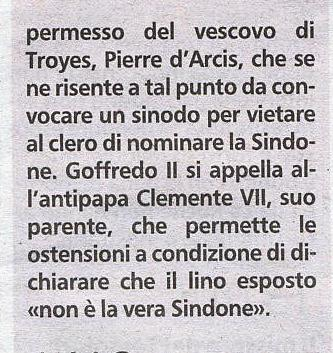 permesso del vescovo di
Troyes, Pierre d'Arcis, che se
ne risente a tal punto da con-
vocare un sinodo per vietare
al clero di nominare la Sindo-
ne. Goffredo II si appella al-
l'antipapa Clemente VII, suo
parente, che permette le
ostensioni a condizione di di-
chiarare che il lino esposto
«non è la vera Sindone».